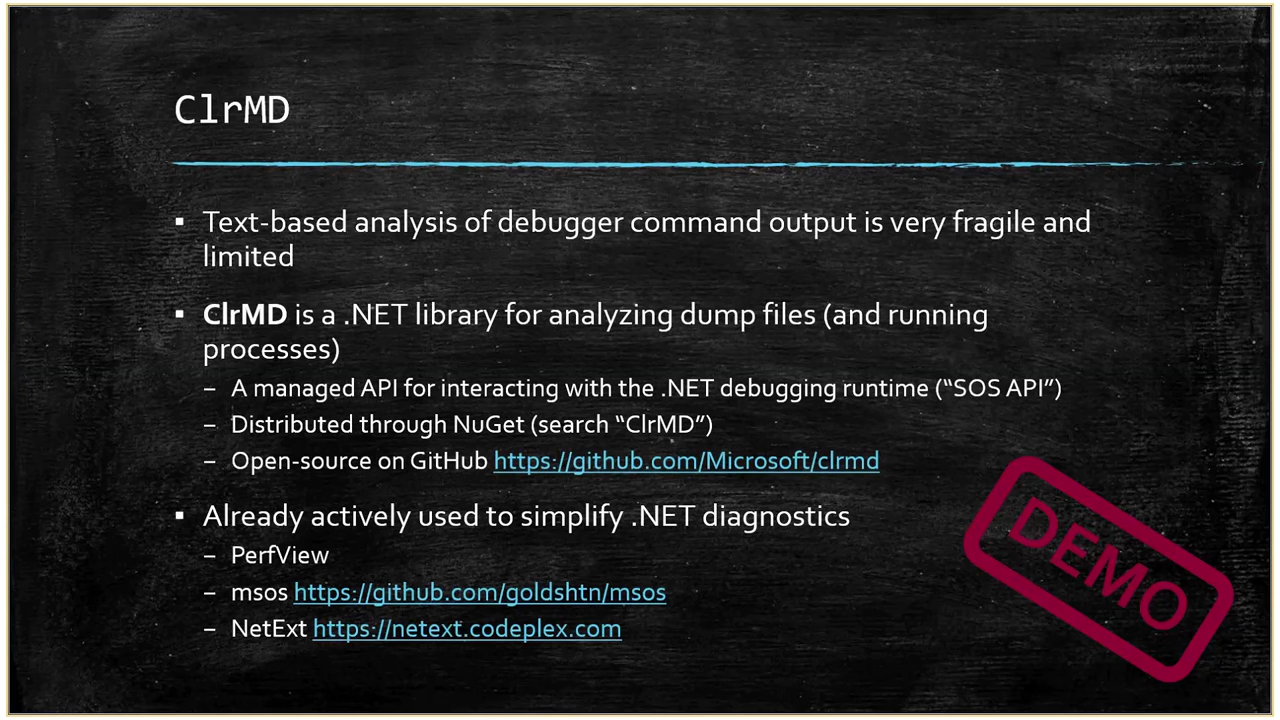 ClrMD
▪ Text-based analysis of debugger command output is very fragile and
limited
▪ ClrMD is a .NET library for analyzing dump files (and running
processes)
– A managed API for interacting with the .NET debugging runtime (“SOS API”)
– Distributed through NuGet (search “ClrMD”)
– Open-source on GitHub https://github.com/Microsoft/clrmd
▪ Already actively used to simplify .NET diagnostics
– PerfView
– msos https://github.com/goldshtn/msos
– NetExt https://netext.codeplex.com
DEMO